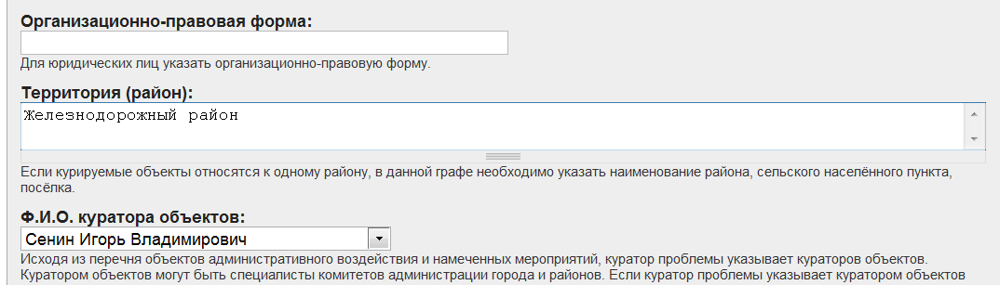 Организационно-правовая форма:
Для юридических лиц указать организационно-правовую форму.
Территория (район):
Железнодорожный район
Если курируемые объекты относятся к одному району, в данной графе необходимо указать наименование района, сельского населённого пункта,
посёлка.
Ф.И.О. куратора объектов:
Сенин Игорь Владимирович
Исходя из перечня объектов административного воздействия и намеченных мероприятий, куратор проблемы указывает кураторов объектов.
Куратором объектов могут быть специалисты комитетов администрации города и районов. Если куратор проблемы указывает куратором объектов